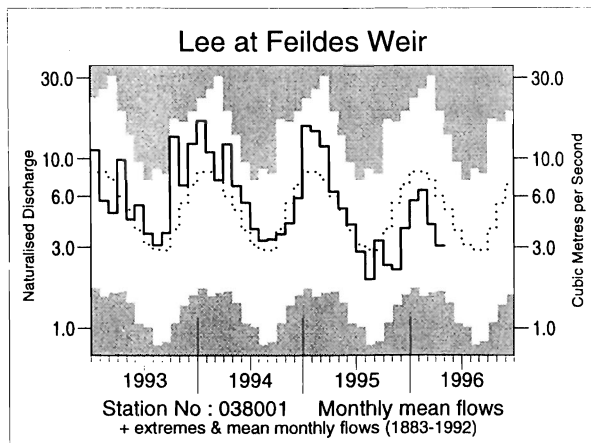 Lee at Feildes Weir
30.0
30.0
10.0
10.0
6.0
6.0
3.0
3.0
1.0
1.0
Naturalised Discharge
Cubic Metres per Second
1993 1994 1995 1996
Station No : 038001 Monthly mean flows
+ extremes & mean monthly flows (1883-1992)